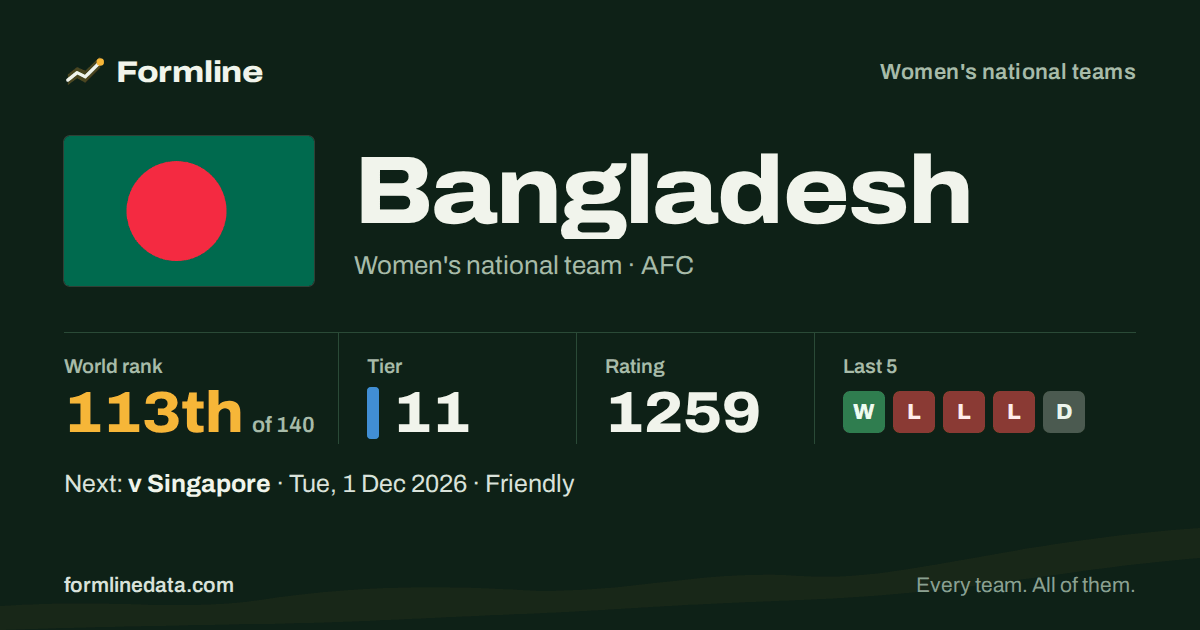 Formline
Women's national teams
Bangladesh
Women's national team · AFC
World rank
113th of 140
Tier
11
Rating
1259
Last 5
W L L L D
Next: v Singapore · Tue, 1 Dec 2026 · Friendly
formlinedata.com
Every team. All of them.